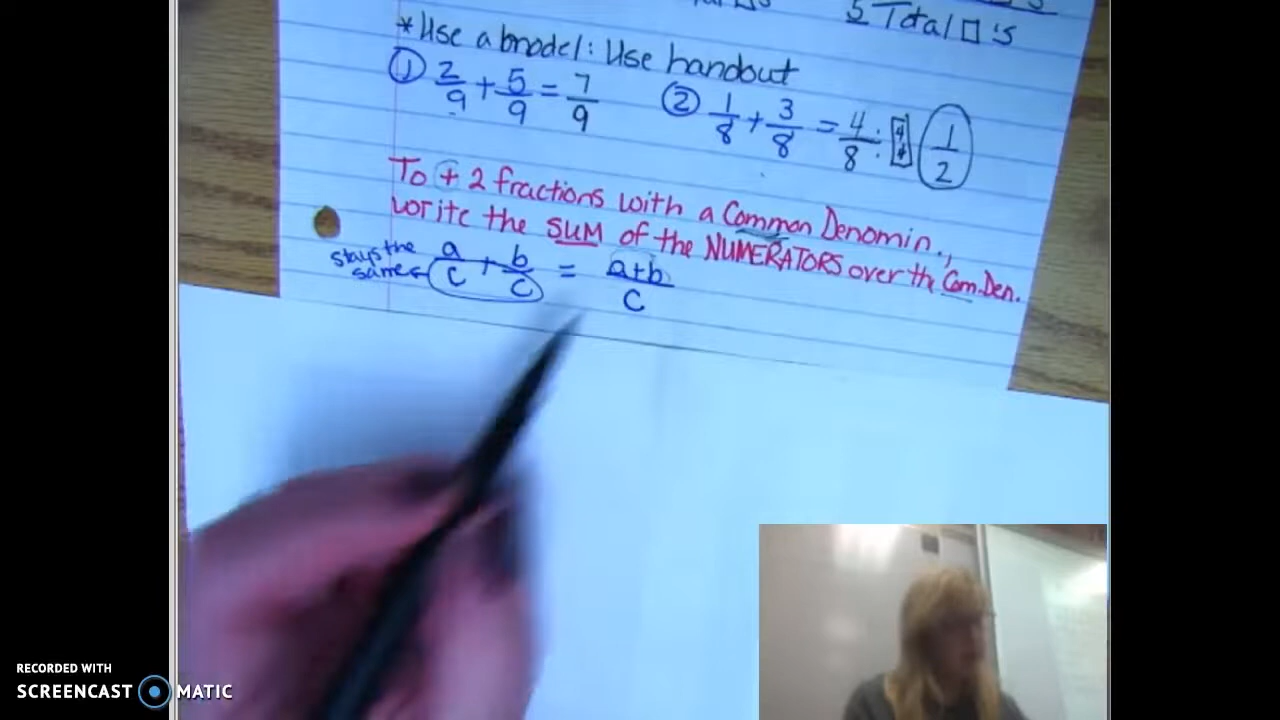 5 Total □'s
*Use a model: Use handout
① 2/9 + 5/9 = 7/9 ② 1/8 + 3/8 = 4/8 ÷ 4/4 1/2
To + 2 fractions with a Common Denomin.,
write the SUM of the NUMERATORS over the Com.Den.
stays the same a/c + b/c = a+b/c
RECORDED WITH
SCREENCAST MATIC